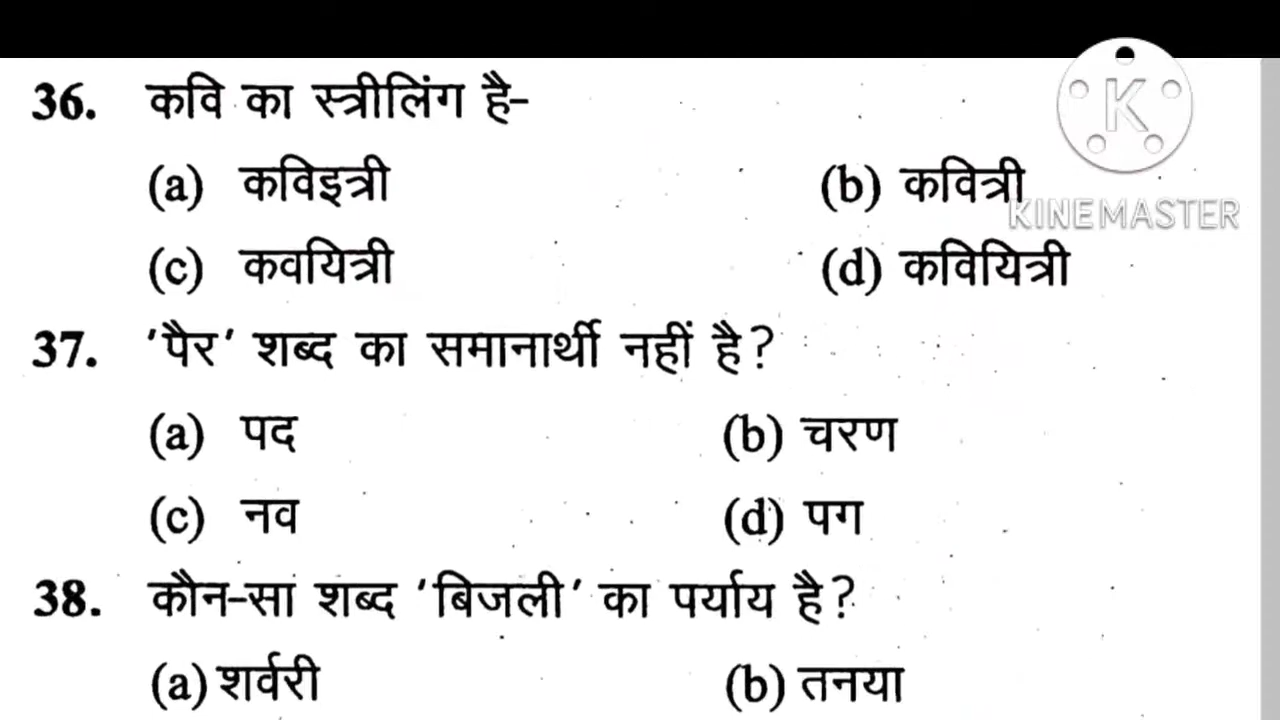 36. कवि का स्त्रीलिंग है-
(a) कविइत्री (b) कवित्री
(c) कवयित्री (d) कवियित्री
37. 'पैर' शब्द का समानार्थी नहीं है?
(a) पद (b) चरण
(c) नव (d) पग
38. कौन-सा शब्द 'बिजली' का पर्याय है?
(a) शर्वरी (b) तनया
K
KINEMASTER